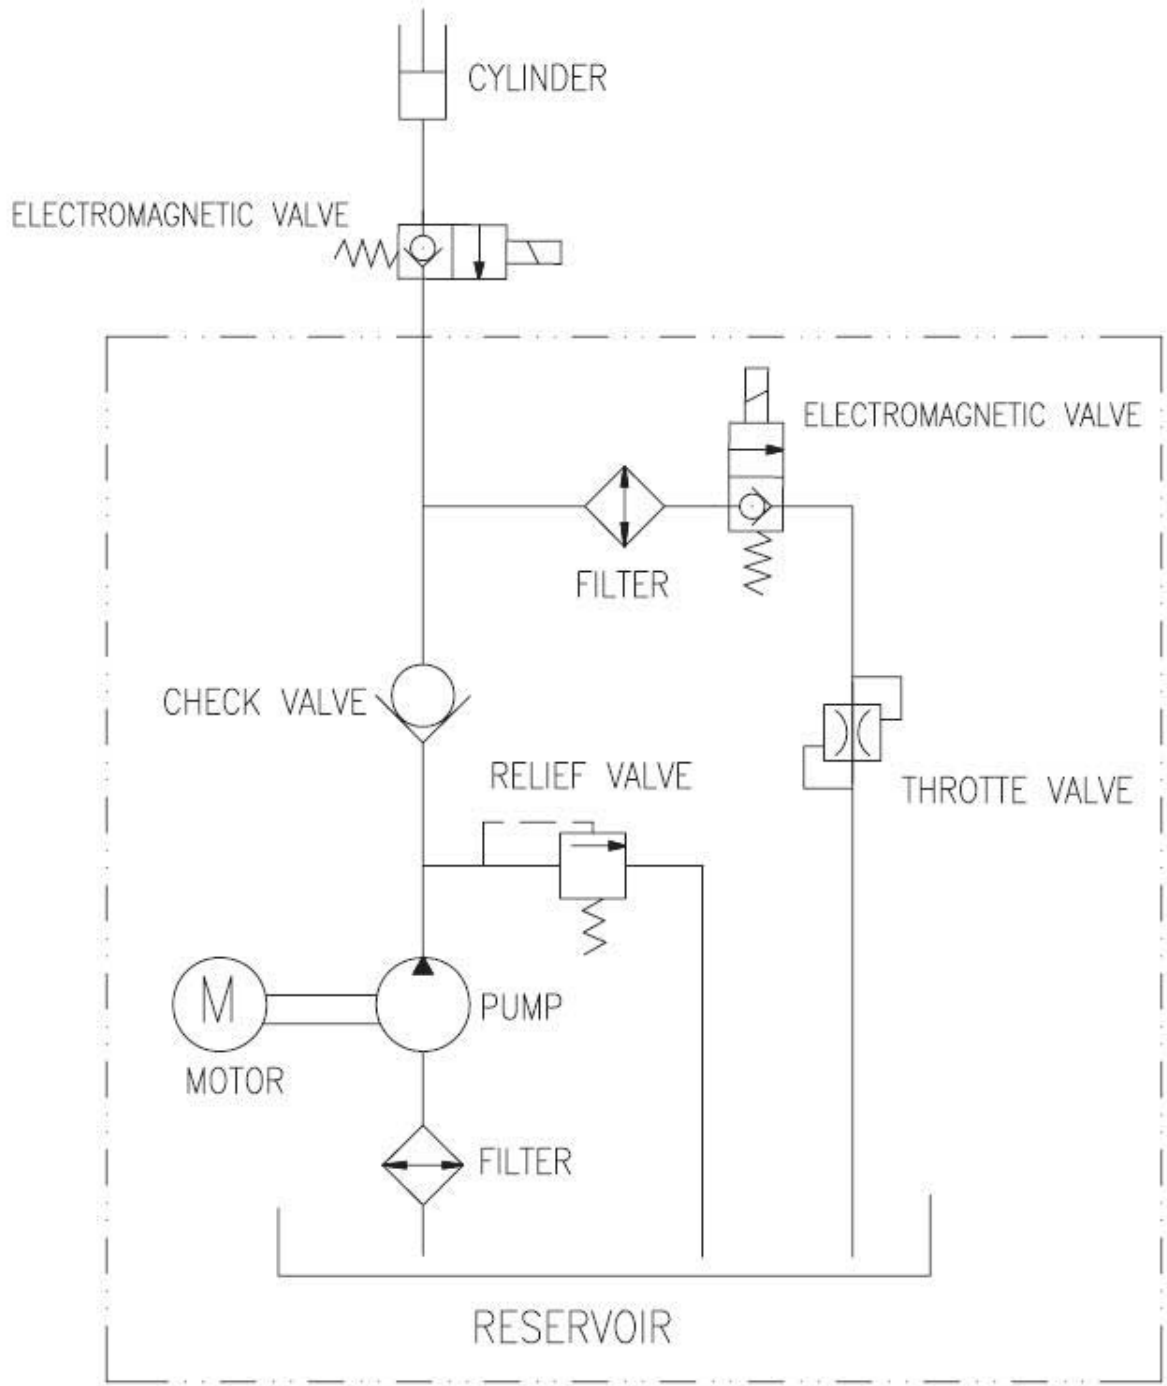 CYLINDER
ELECTROMAGNETIC VALVE
ELECTROMAGNETIC VALVE
FILTER
CHECK VALVE
RELIEF VALVE
THROTTE VALVE
M
PUMP
MOTOR
FILTER
RESERVOIR